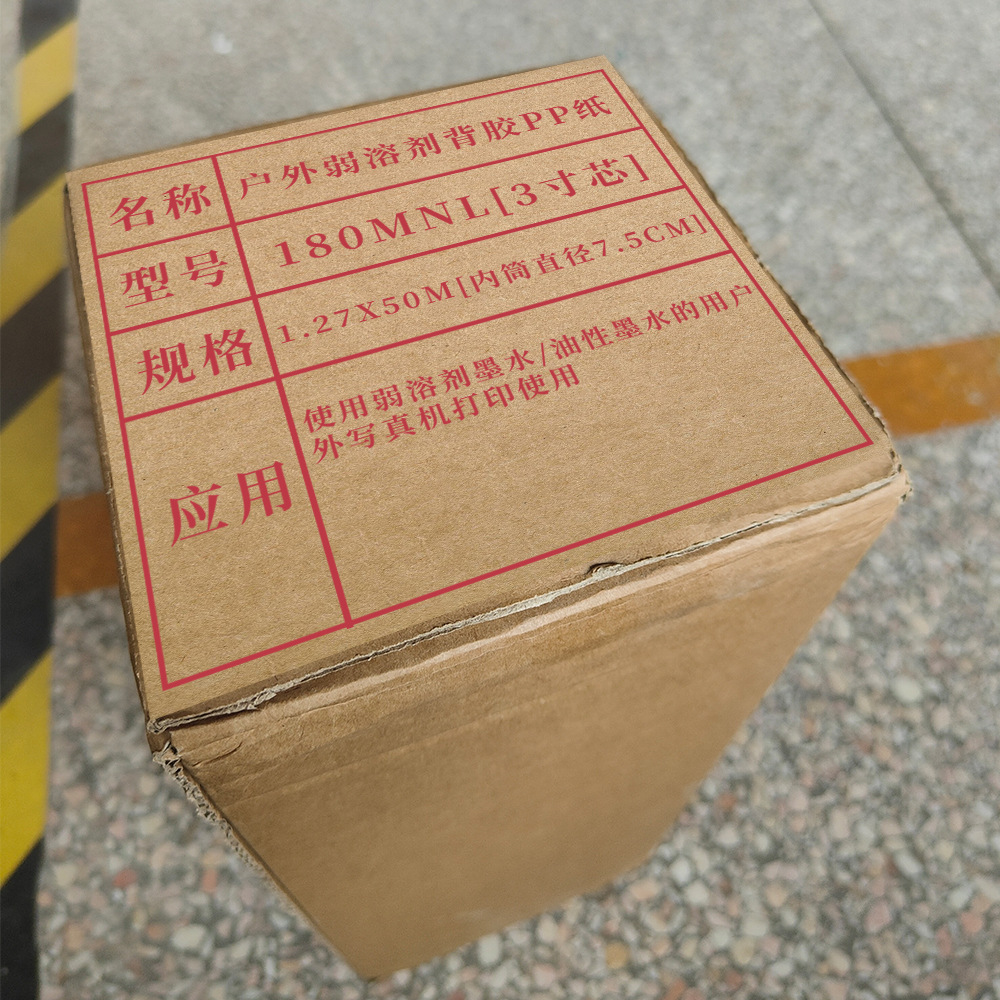 名称 户外弱溶剂背胶PP纸
型号 180MNL[3寸芯]
规格 1.27X50M[内筒直径7.5CM]
应用 使用弱溶剂墨水/油性墨水的用户
外写真机打印使用